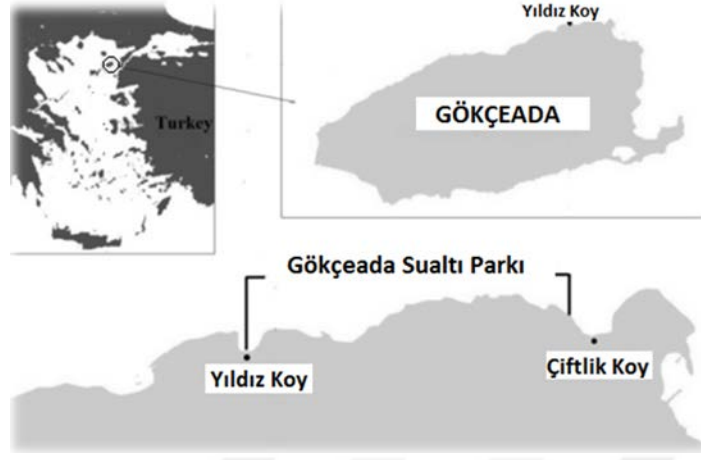 Yıldız Koy
Turkey
GÖKÇEADA
Gökçeada Sualtı Parkı
Yıldız Koy
Çiftlik Koy